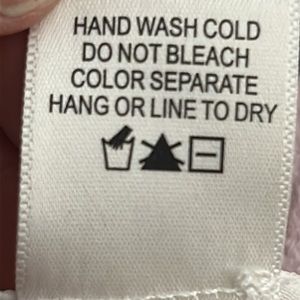 HAND WASH COLD
DO NOT BLEACH
COLOR SEPARATE
HANG OR LINE TO DRY